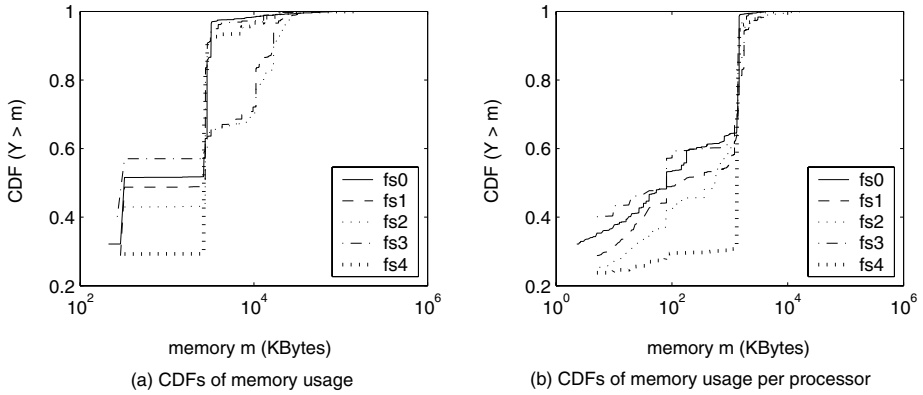 1
0.8
0.6
0.4
0.2
CDF (Y > m)
fs0
fs1
fs2
fs3
fs4
10^2
10^4
10^6
memory m (KBytes)
(a) CDFs of memory usage
1
0.8
0.6
0.4
0.2
CDF (Y > m)
fs0
fs1
fs2
fs3
fs4
10^0
10^2
10^4
10^6
memory m (KBytes)
(b) CDFs of memory usage per processor